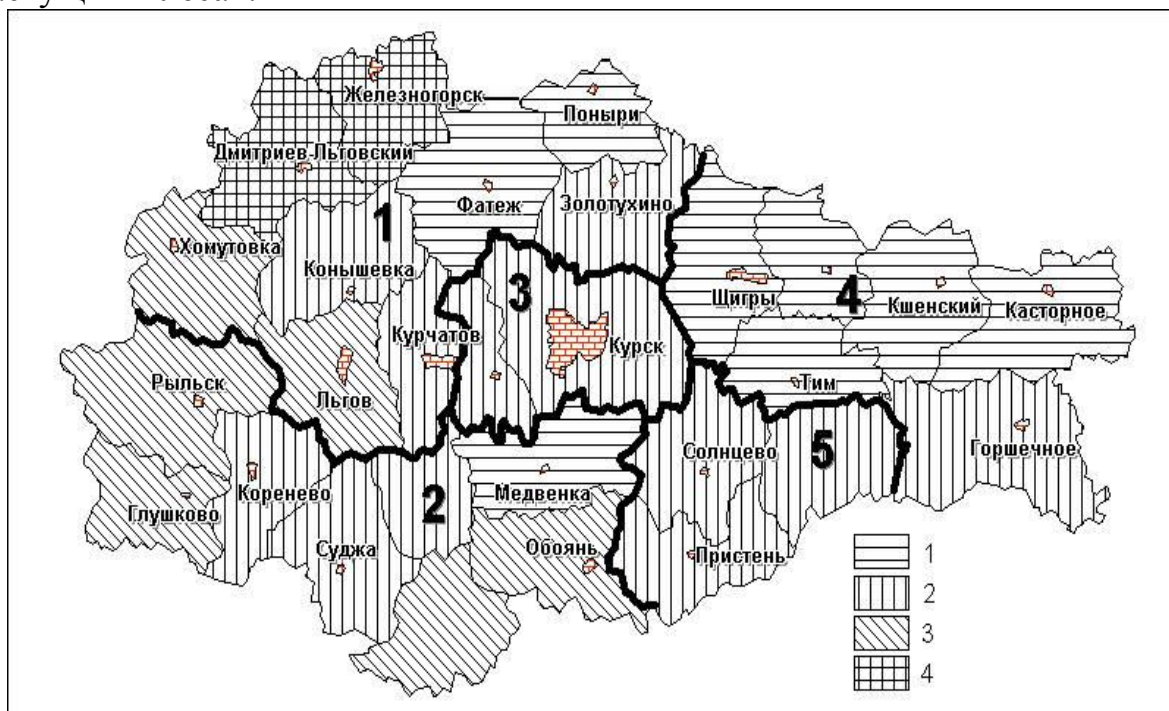 Железногорск
Поныри
Дмитриев-Льговский
1
Фатеж
Золотухино
Хомутовка
Конышевка
3
4
Щигры
Кшенский
Касторное
Курчатов
Курск
Рыльск
Льгов
Тим
Солнцево
5
Горшечное
Коренево
2
Медвенка
Глушково
Суджа
Обоянь
Пристень
1
2
3
4